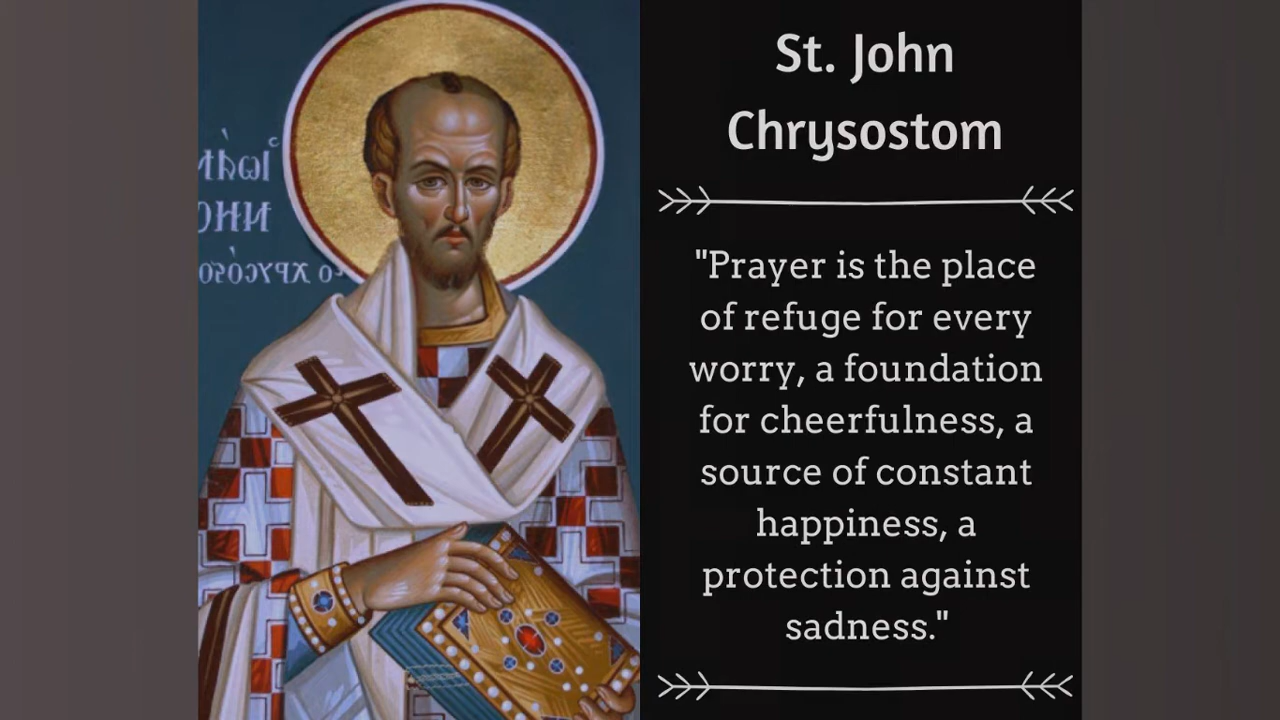 St. John
Chrysostom
"Prayer is the place
of refuge for every
worry, a foundation
for cheerfulness, a
source of constant
happiness, a
protection against
sadness."